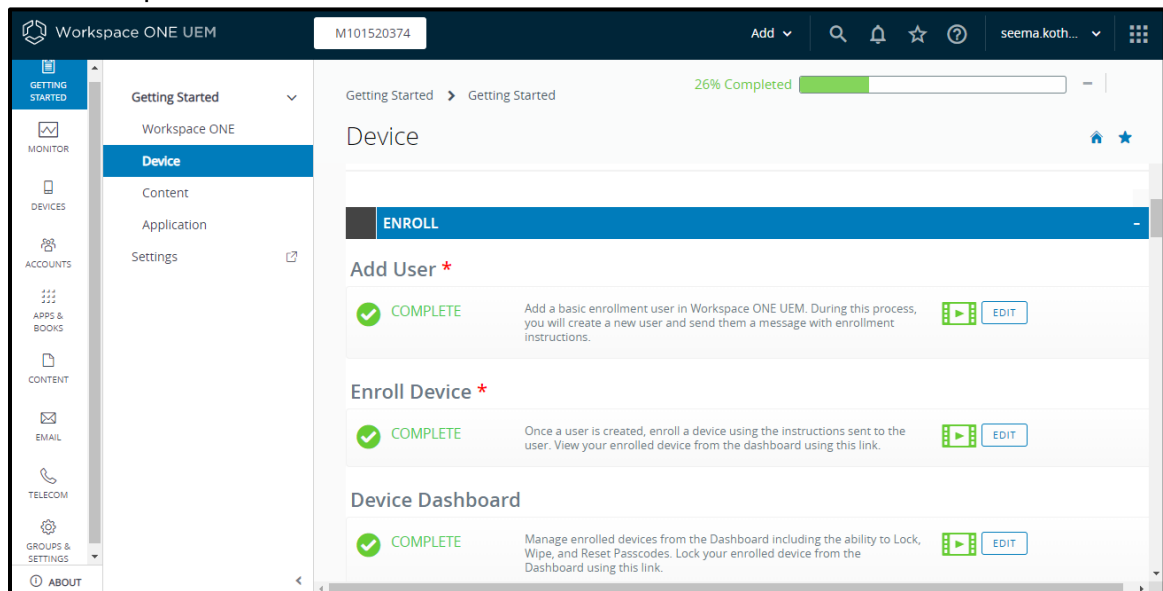 Workspace ONE UEM
M101520374
Add
seema.koth...
GETTING
STARTED
MONITOR
DEVICES
ACCOUNTS
APPS &
BOOKS
CONTENT
EMAIL
TELECOM
GROUPS &
SETTINGS
ABOUT
Getting Started
Workspace ONE
Device
Content
Application
Settings
Getting Started > Getting Started
26% Completed
Device
ENROLL
Add User *
COMPLETE
Add a basic enrollment user in Workspace ONE UEM. During this process,
you will create a new user and send them a message with enrollment
instructions.
EDIT
Enroll Device *
COMPLETE
Once a user is created, enroll a device using the instructions sent to the
user. View your enrolled device from the dashboard using this link.
EDIT
Device Dashboard
COMPLETE
Manage enrolled devices from the Dashboard including the ability to Lock,
Wipe, and Reset Passcodes. Lock your enrolled device from the
Dashboard using this link.
EDIT